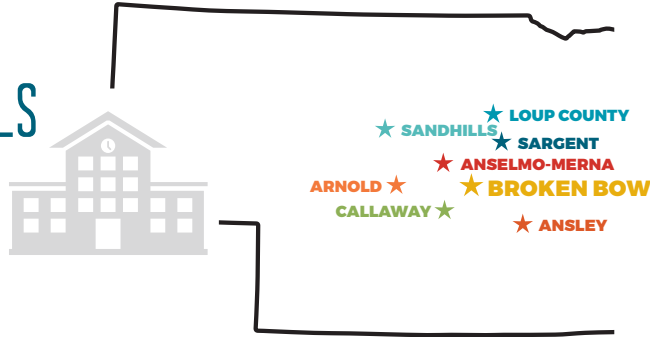 LS
LOUP COUNTY
SANDHILLS
SARGENT
ANSELMO-MERNA
ARNOLD
BROKEN BOW
CALLAWAY
ANSLEY